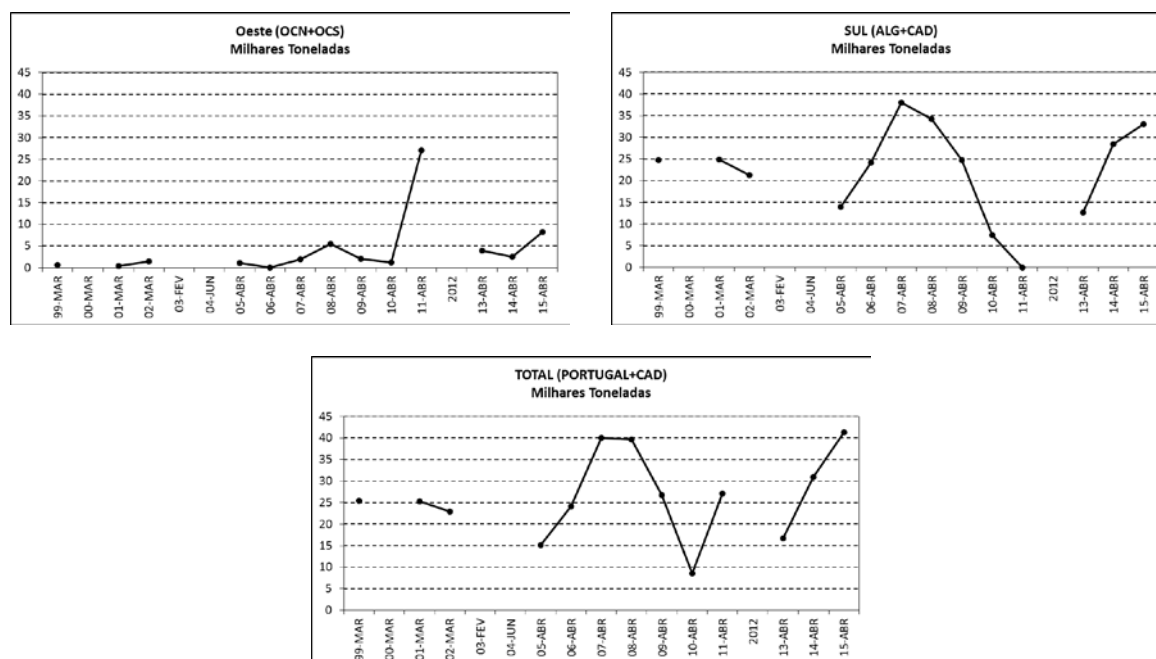 Oeste (OCN+OCS)
Milhares Toneladas
45
40
35
30
25
20
15
10
5
0
99-MAR
00-MAR
01-MAR
02-MAR
03-FEV
04-JUN
05-ABR
06-ABR
07-ABR
08-ABR
09-ABR
10-ABR
11-ABR
2012
13-ABR
14-ABR
15-ABR
SUL (ALG+CAD)
Milhares Toneladas
45
40
35
30
25
20
15
10
5
0
99-MAR
00-MAR
01-MAR
02-MAR
03-FEV
04-JUN
05-ABR
06-ABR
07-ABR
08-ABR
09-ABR
10-ABR
11-ABR
2012
13-ABR
14-ABR
15-ABR
TOTAL (PORTUGAL+CAD)
Milhares Toneladas
45
40
35
30
25
20
15
10
5
0
99-MAR
00-MAR
01-MAR
02-MAR
03-FEV
04-JUN
05-ABR
06-ABR
07-ABR
08-ABR
09-ABR
10-ABR
11-ABR
2012
13-ABR
14-ABR
15-ABR